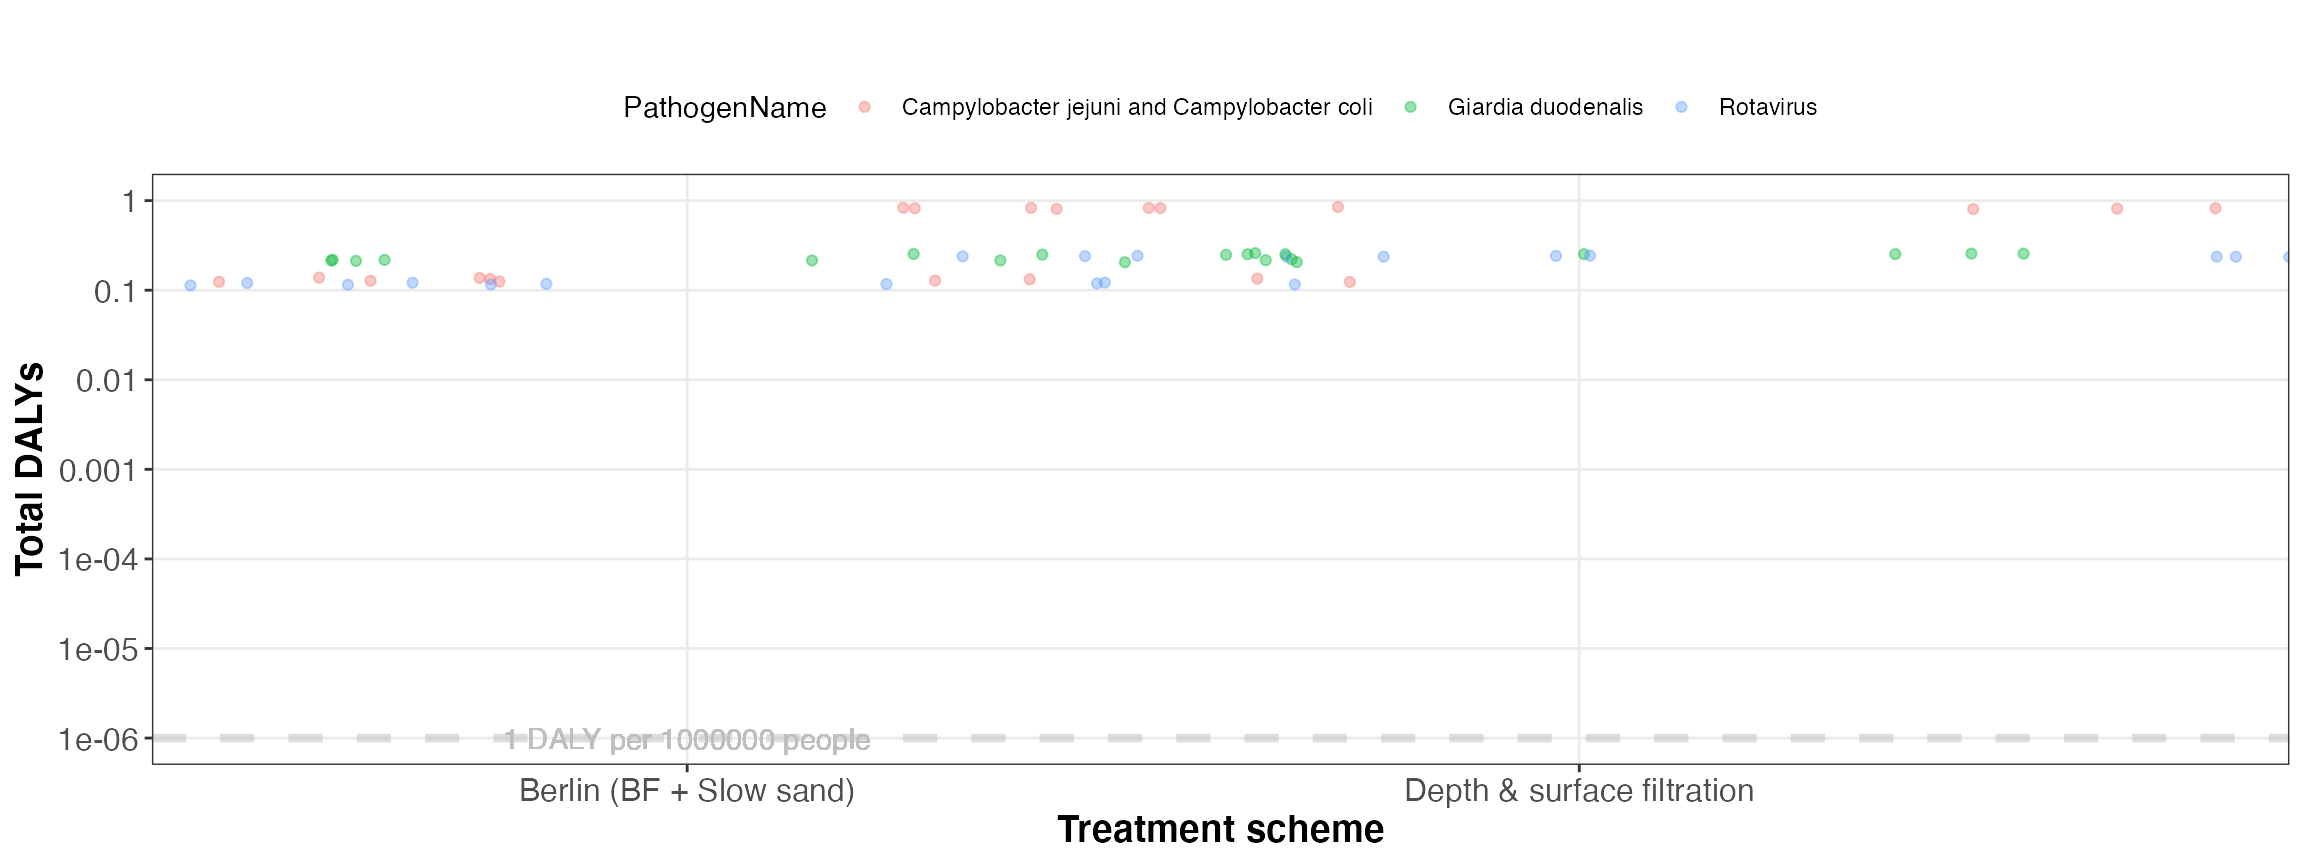 PathogenName Campylobacter jejuni and Campylobacter coli Giardia duodenalis Rotavirus
Total DALYs
1
0.1
0.01
0.001
1e-04
1e-05
1e-06
1 DALY per 1000000 people
Berlin (BF + Slow sand) Depth & surface filtration
Treatment scheme